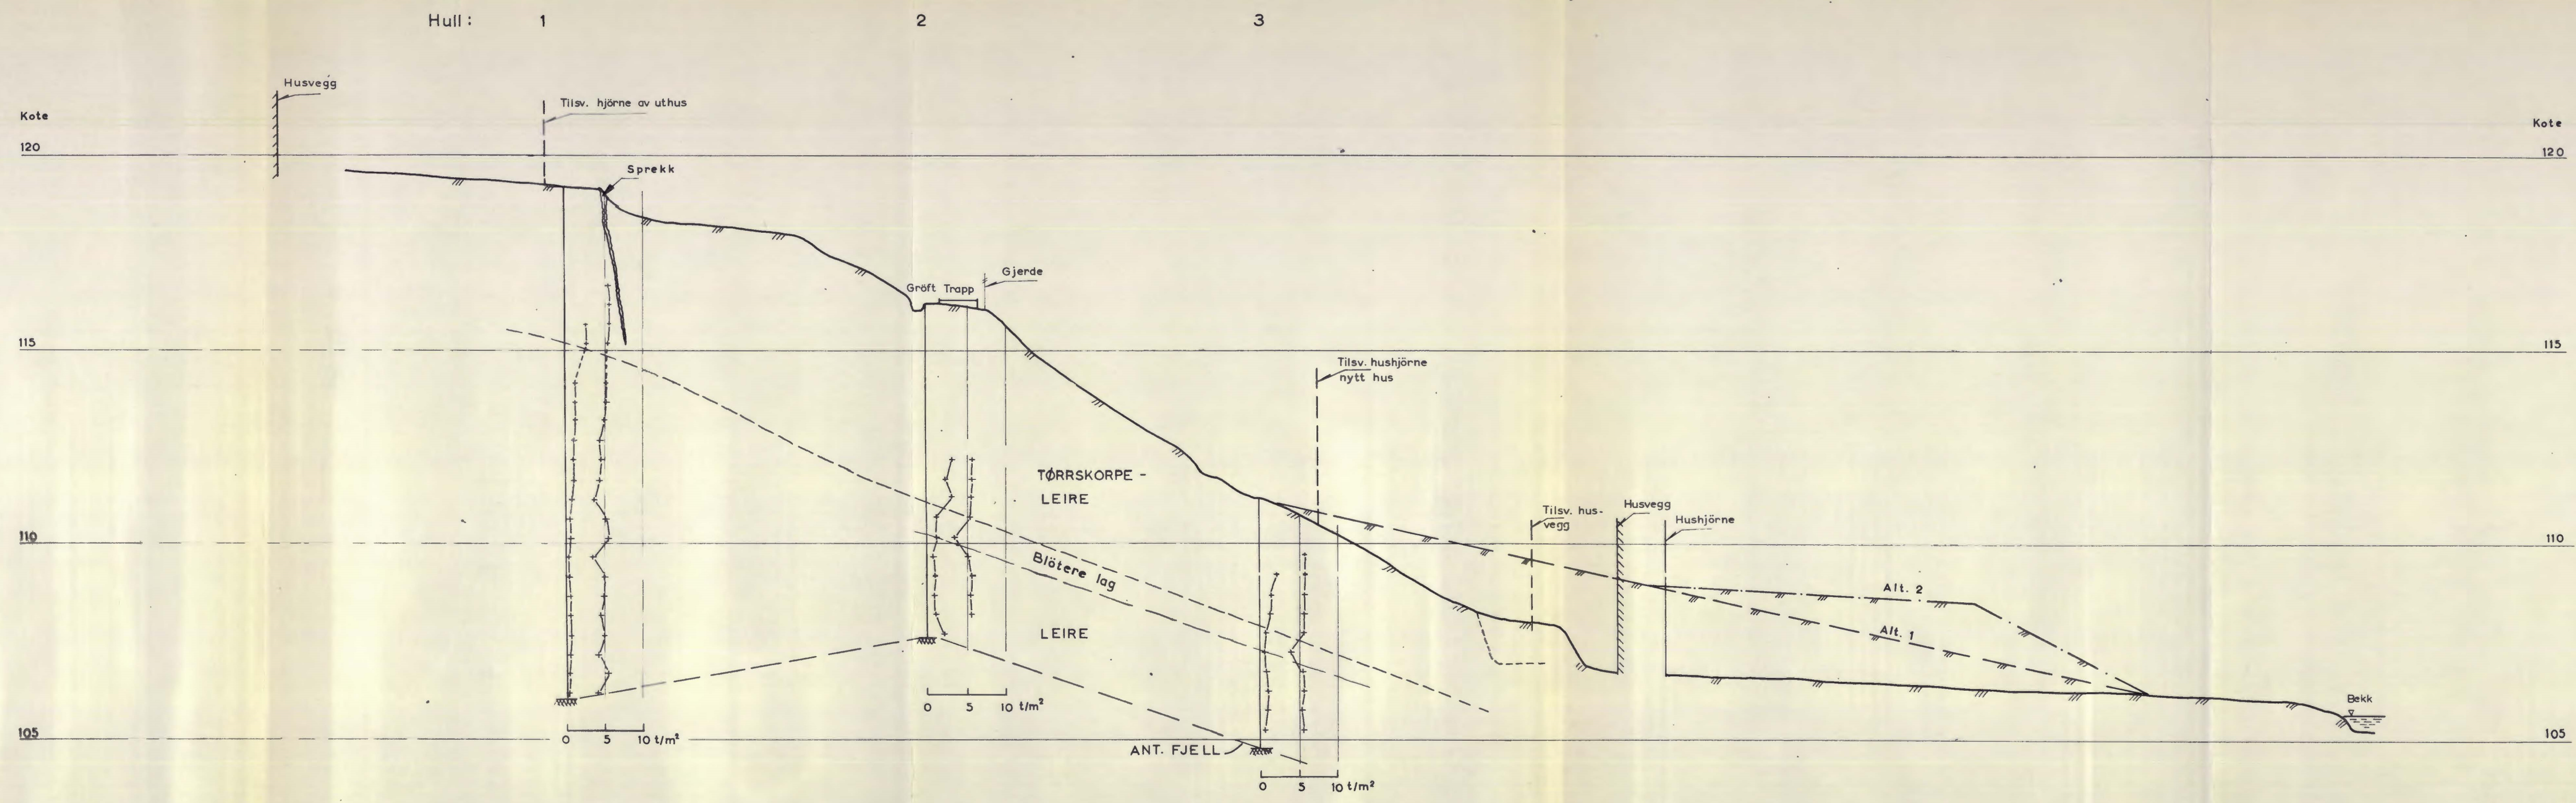 Hull: 1 2 3
Husvegg
Tilsv. hjörne av uthus
Kote
Kote
120
120
Sprekk
Gjerde
Gröft Trapp
115
115
Tilsv. hushjörne
nytt hus
TØRRSKORPE -
LEIRE
Tilsv. hus-
vegg
Husvegg
Hushjörne
110
110
Blötere lag
Alt. 2
LEIRE
Alt. 1
Bekk
0 5 10 t/m²
105
105
0 5 10 t/m²
ANT. FJELL
0 5 10 t/m²